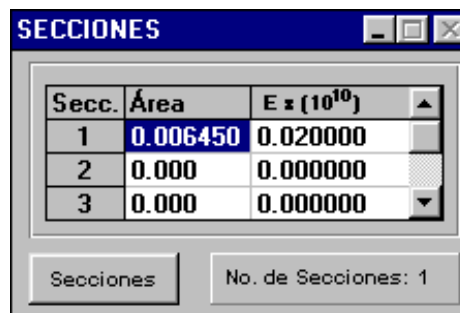 SECCIONES
Secc. Área E x (10¹⁰)
1 0.006450 0.020000
2 0.000 0.000000
3 0.000 0.000000
Secciones No. de Secciones: 1